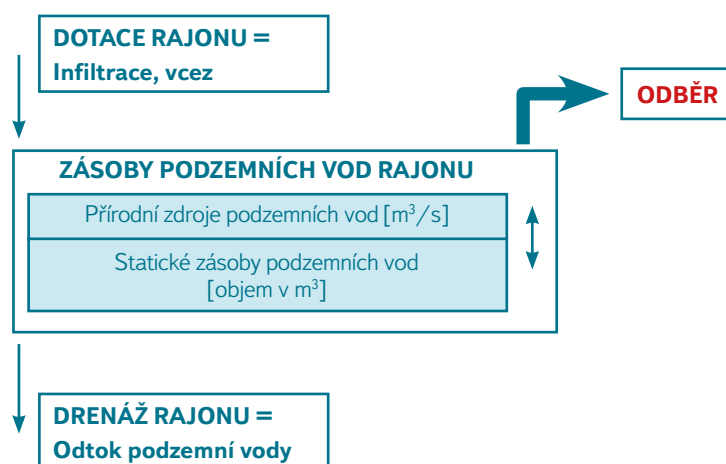 DOTACE RAJONU =
Infiltrace, vcez
ODBĚR
ZÁSOBY PODZEMNÍCH VOD RAJONU
Přírodní zdroje podzemních vod [m³/s]
Statické zásoby podzemních vod
[objem v m³]
DRENÁŽ RAJONU =
Odtok podzemní vody